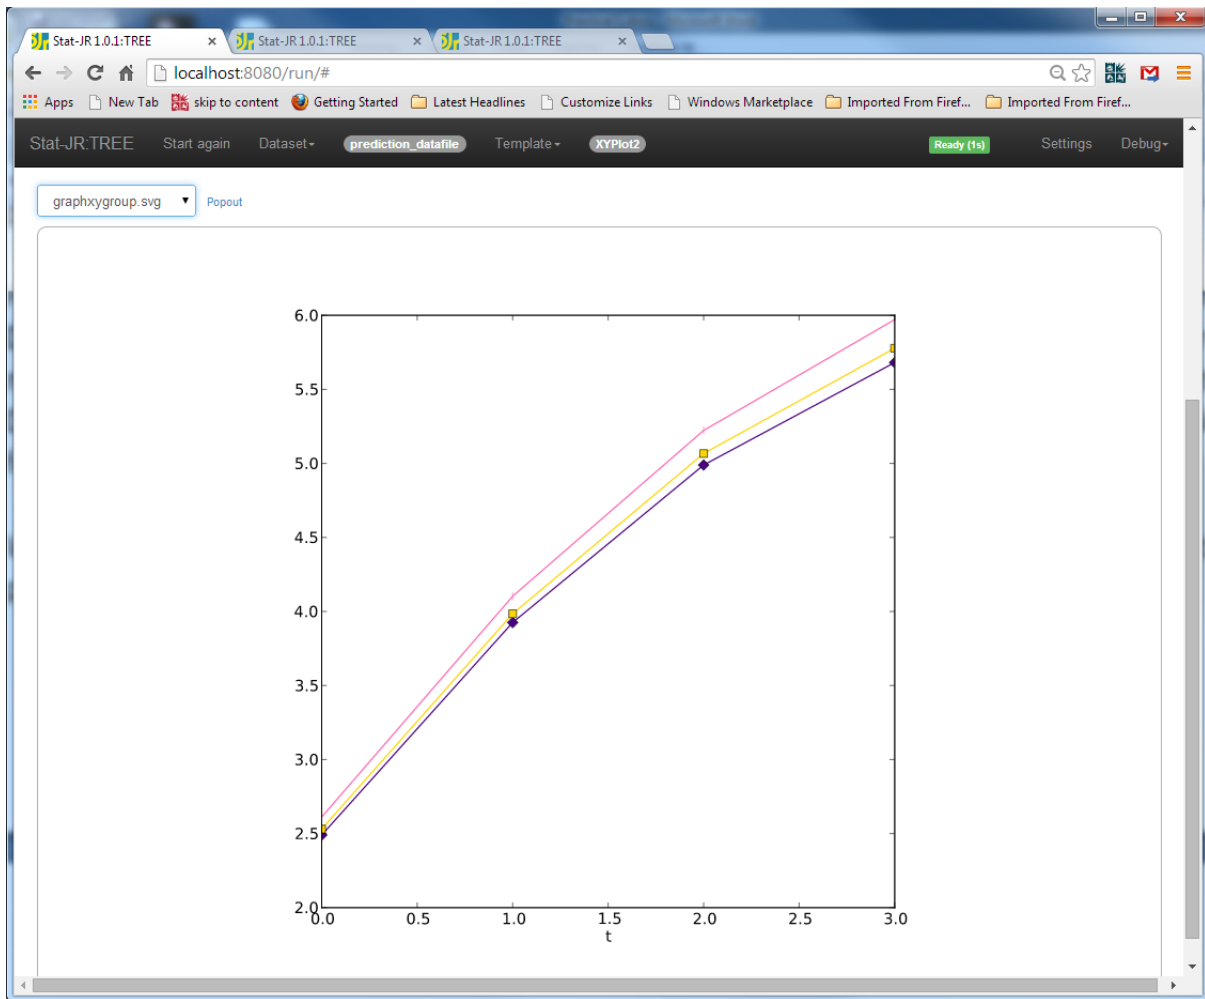 Stat-JR 1.0.1:TREE Stat-JR 1.0.1:TREE Stat-JR 1.0.1:TREE
localhost:8080/run/#
Apps New Tab skip to content Getting Started Latest Headlines Customize Links Windows Marketplace Imported From Firef... Imported From Firef...
Stat-JR:TREE Start again Dataset prediction_datafile Template XYPlot2 Ready (1s) Settings Debug
graphxygroup.svg Popout
6.0
5.5
5.0
4.5
4.0
3.5
3.0
2.5
2.0
0.0 0.5 1.0 1.5 2.0 2.5 3.0
t